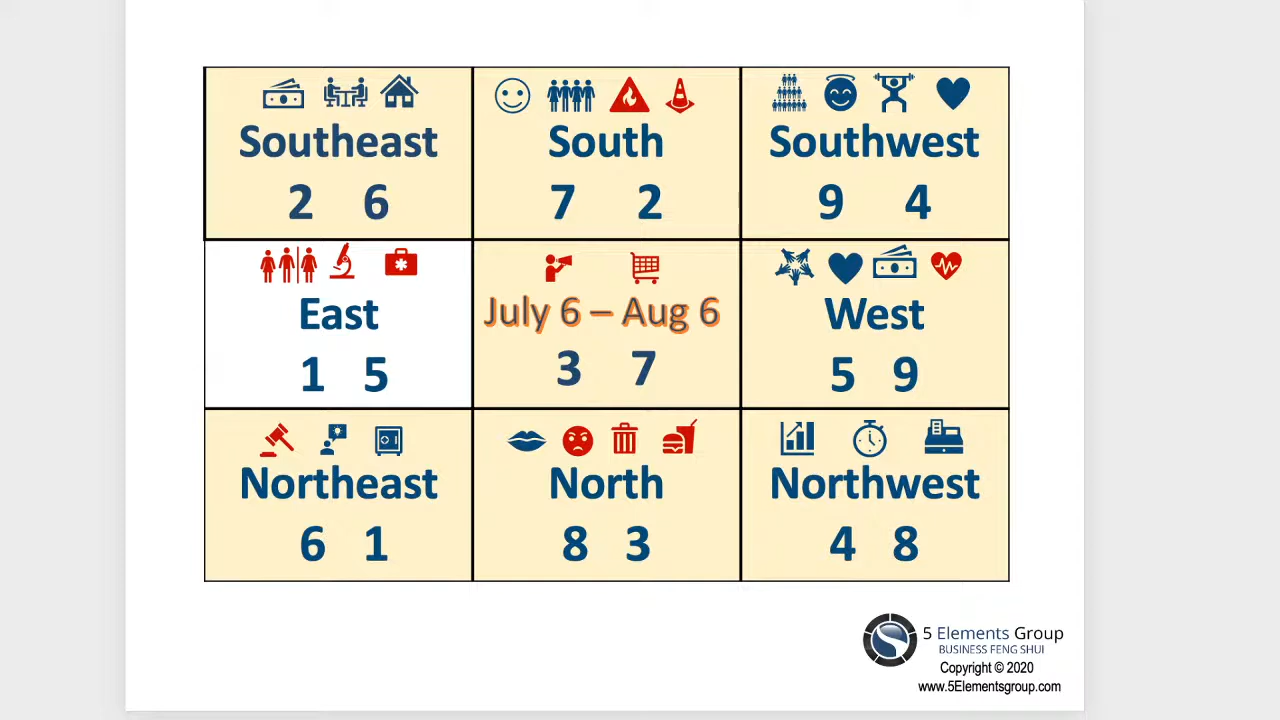 Southeast
2 6
South
7 2
Southwest
9 4
East
1 5
July 6 – Aug 6
3 7
West
5 9
Northeast
6 1
North
8 3
Northwest
4 8
5 Elements Group
BUSINESS FENG SHUI
Copyright © 2020
www.5Elementsgroup.com